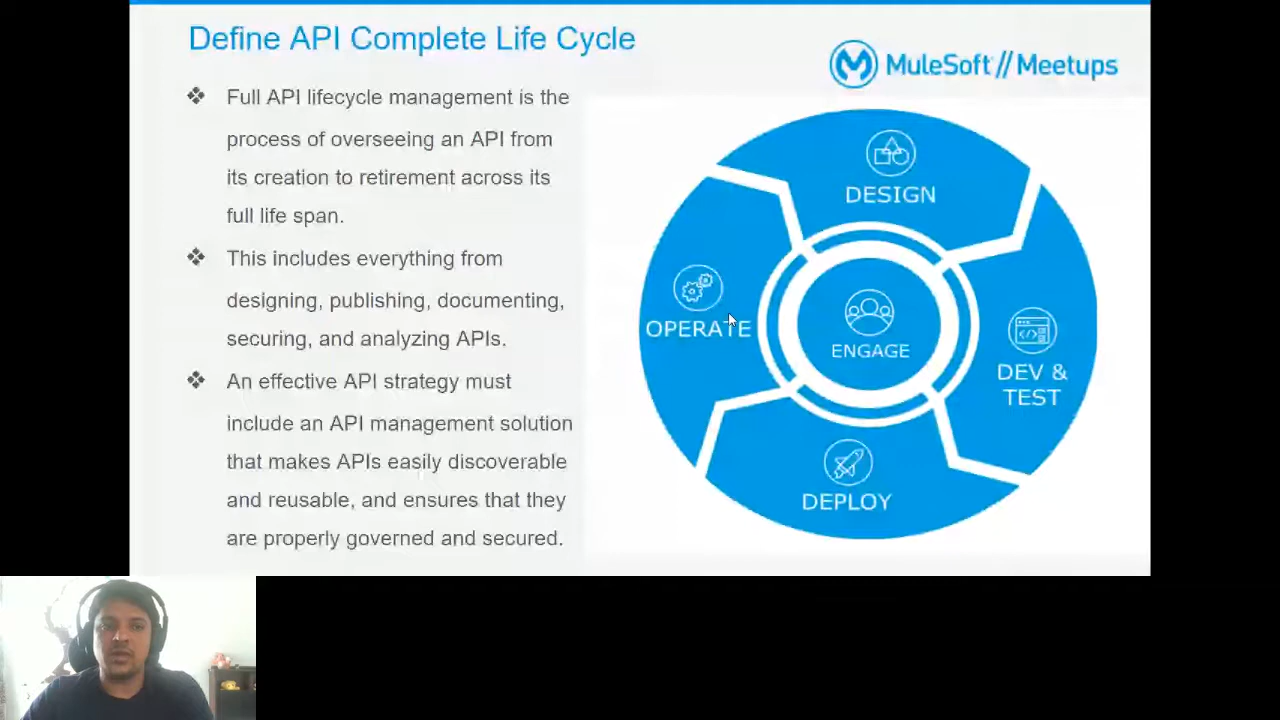 Define API Complete Life Cycle
MuleSoft // Meetups
Full API lifecycle management is the
process of overseeing an API from
its creation to retirement across its
full life span.
This includes everything from
designing, publishing, documenting,
securing, and analyzing APIs.
An effective API strategy must
include an API management solution
that makes APIs easily discoverable
and reusable, and ensures that they
are properly governed and secured.
DESIGN
OPERATE
ENGAGE
DEV &
TEST
DEPLOY